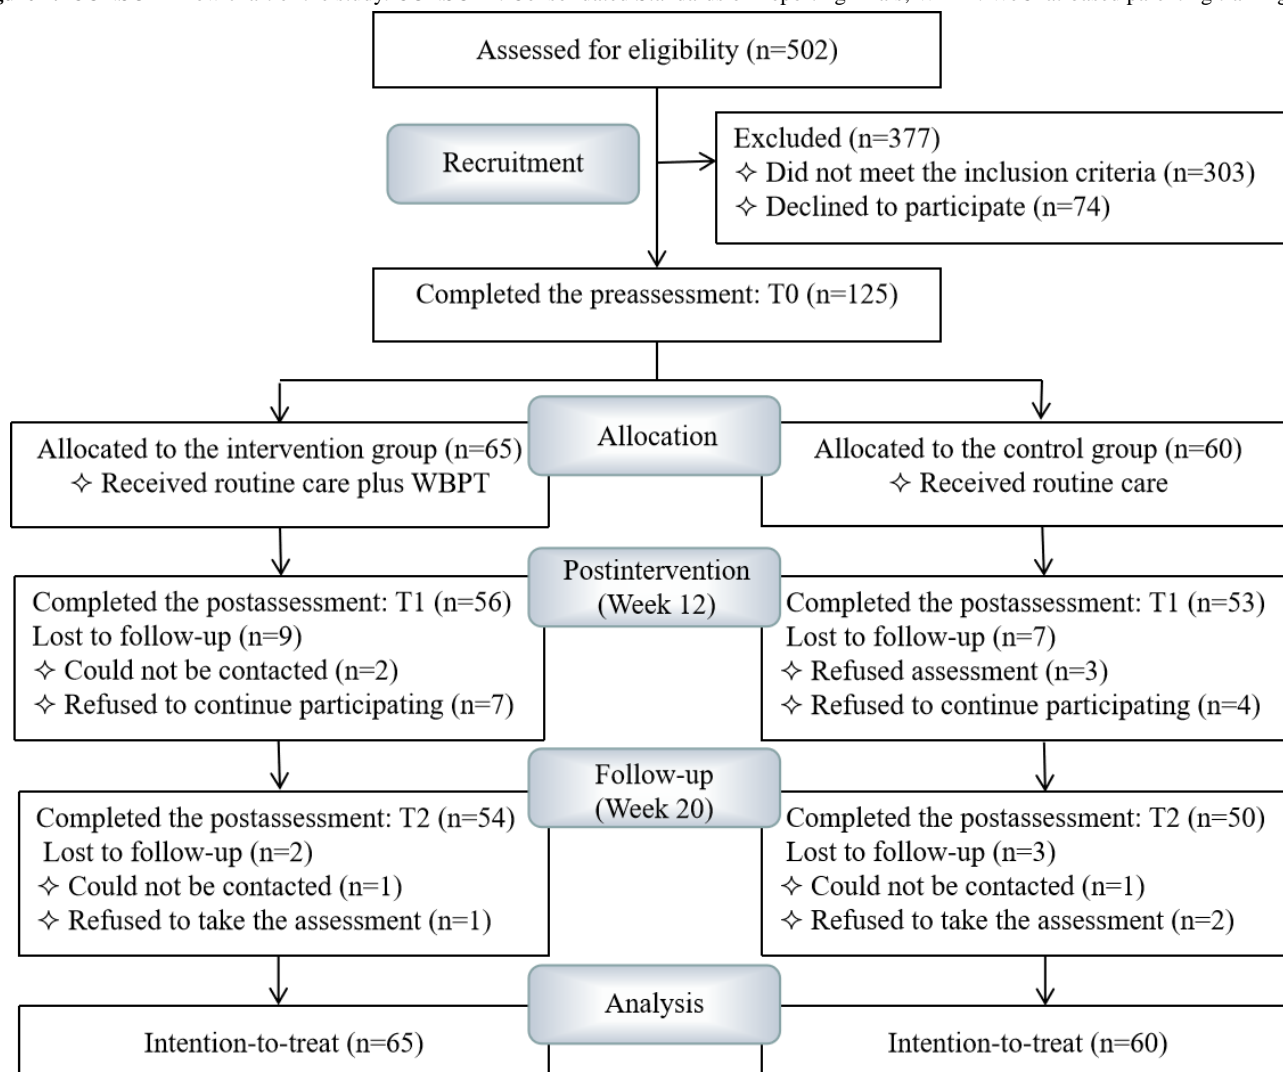 Assessed for eligibility (n=502)
Recruitment
Excluded (n=377)
✧ Did not meet the inclusion criteria (n=303)
✧ Declined to participate (n=74)
Completed the preassessment: T0 (n=125)
Allocation
Allocated to the intervention group (n=65)
✧ Received routine care plus WBPT
Allocated to the control group (n=60)
✧ Received routine care
Postintervention
(Week 12)
Completed the postassessment: T1 (n=56)
Lost to follow-up (n=9)
✧ Could not be contacted (n=2)
✧ Refused to continue participating (n=7)
Completed the postassessment: T1 (n=53)
Lost to follow-up (n=7)
✧ Refused assessment (n=3)
✧ Refused to continue participating (n=4)
Follow-up
(Week 20)
Completed the postassessment: T2 (n=54)
Lost to follow-up (n=2)
✧ Could not be contacted (n=1)
✧ Refused to take the assessment (n=1)
Completed the postassessment: T2 (n=50)
Lost to follow-up (n=3)
✧ Could not be contacted (n=1)
✧ Refused to take the assessment (n=2)
Analysis
Intention-to-treat (n=65)
Intention-to-treat (n=60)